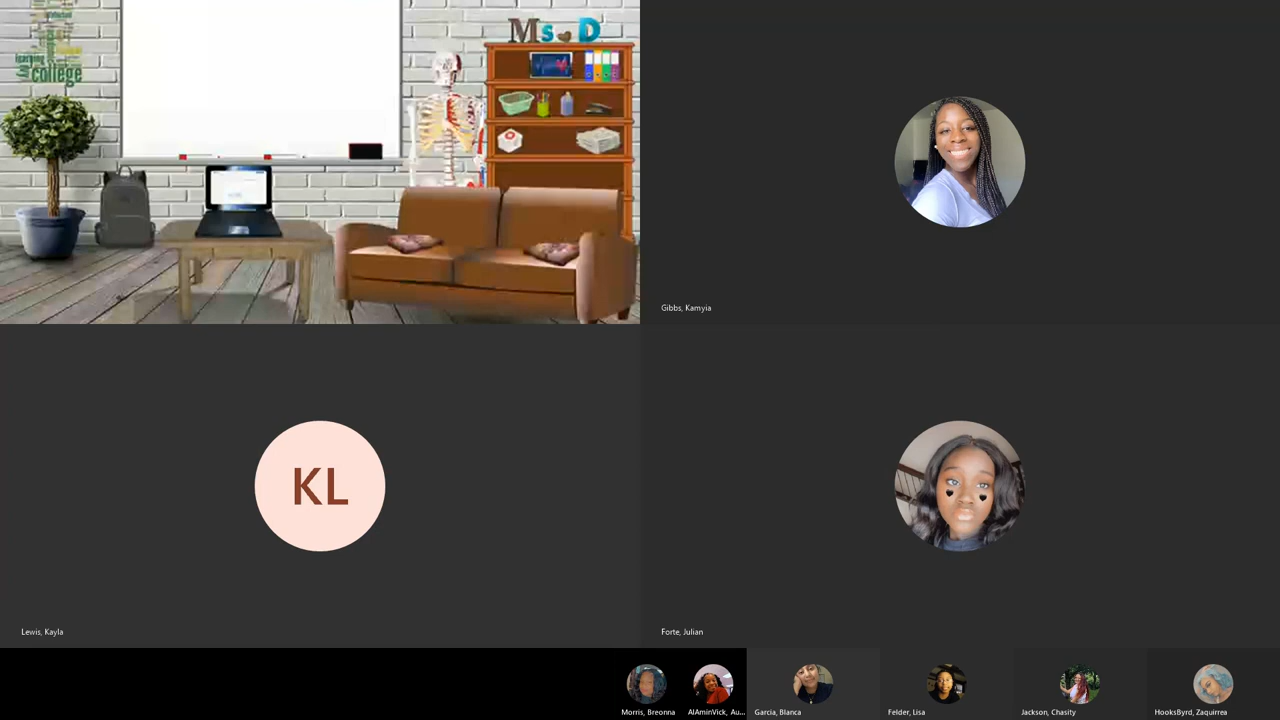 learning
college
Ms D
Gibbs, Kamyia
KL
Lewis, Kayla
Forte, Julian
Morris, Breonna
AlAminVick, Au...
Garcia, Blanca
Felder, Lisa
Jackson, Chasity
HooksByrd, Zaquirrea